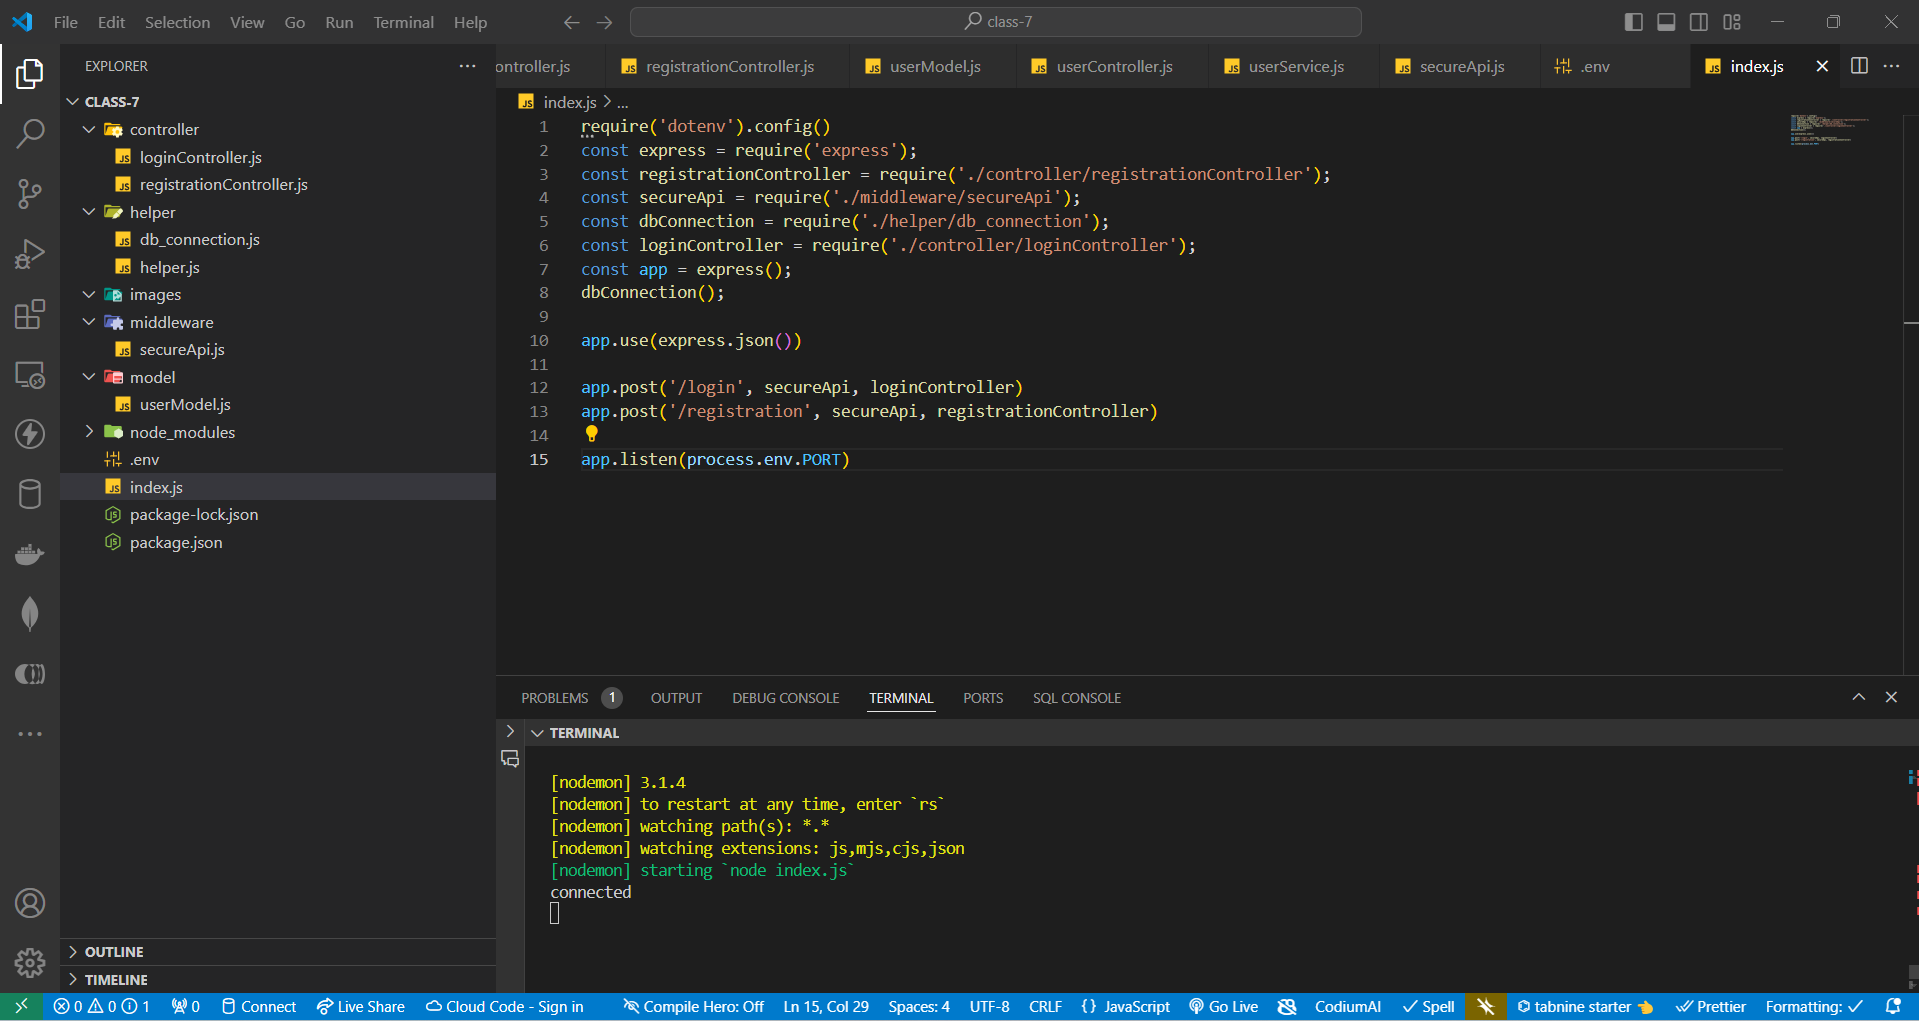 File Edit Selection View Go Run Terminal Help
class-7
EXPLORER
CLASS-7
controller
loginController.js
registrationController.js
helper
db_connection.js
helper.js
images
middleware
secureApi.js
model
userModel.js
node_modules
.env
index.js
package-lock.json
package.json
OUTLINE
TIMELINE
ontroller.js registrationController.js userModel.js userController.js userService.js secureApi.js .env index.js
index.js > ...
1 require('dotenv').config()
2 const express = require('express');
3 const registrationController = require('./controller/registrationController');
4 const secureApi = require('./middleware/secureApi');
5 const dbConnection = require('./helper/db_connection');
6 const loginController = require('./controller/loginController');
7 const app = express();
8 dbConnection();
9
10 app.use(express.json())
11
12 app.post('/login', secureApi, loginController)
13 app.post('/registration', secureApi, registrationController)
14
15 app.listen(process.env.PORT)
PROBLEMS 1 OUTPUT DEBUG CONSOLE TERMINAL PORTS SQL CONSOLE
TERMINAL
[nodemon] 3.1.4
[nodemon] to restart at any time, enter `rs`
[nodemon] watching path(s): *.*
[nodemon] watching extensions: js,mjs,cjs,json
[nodemon] starting `node index.js`
connected
0 0 1 0 Connect Live Share Cloud Code - Sign in Compile Hero: Off Ln 15, Col 29 Spaces: 4 UTF-8 CRLF {} JavaScript Go Live CodiumAI Spell tabnine starter Prettier Formatting: